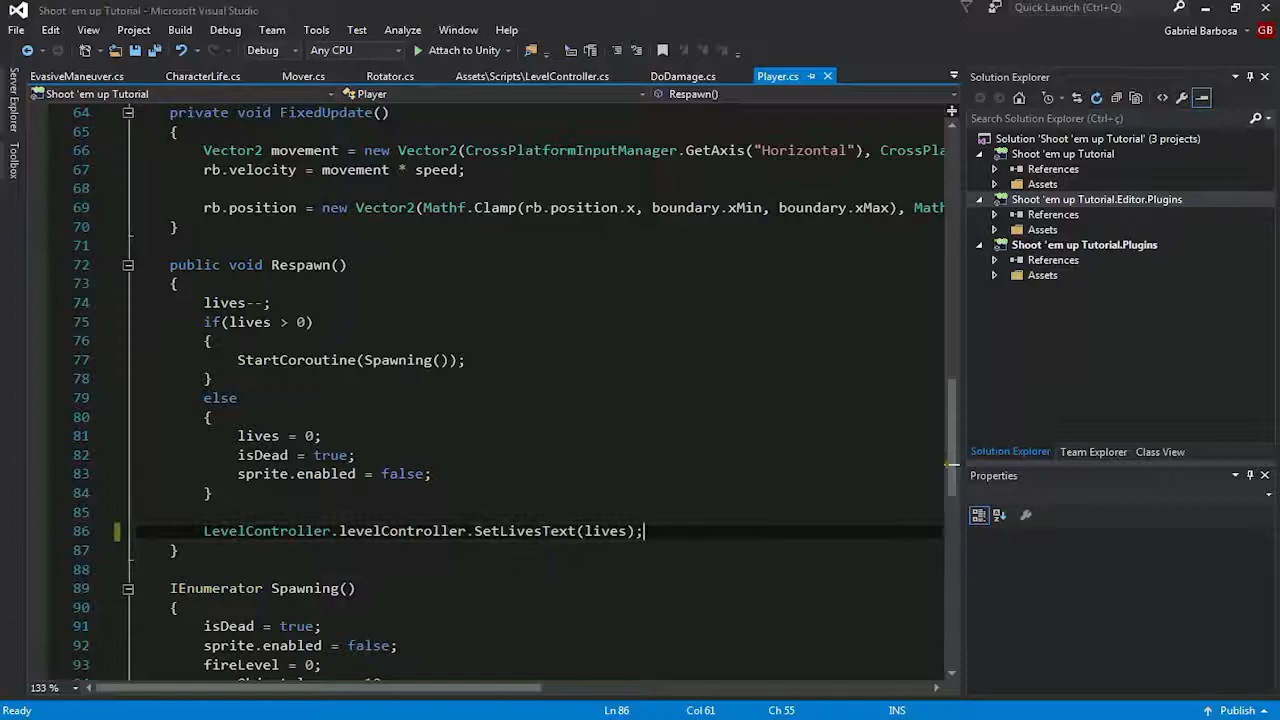 Shoot 'em up Tutorial - Microsoft Visual Studio
Quick Launch (Ctrl+Q)
File Edit View Project Build Debug Team Tools Test Analyze Window Help
Gabriel Barbosa GB
Debug Any CPU Attach to Unity
EvasiveManeuver.cs CharacterLife.cs Mover.cs Rotator.cs Assets\Scripts\LevelController.cs DoDamage.cs Player.cs
Shoot 'em up Tutorial Player Respawn()
Server Explorer
Toolbox
64 private void FixedUpdate()
65 {
66 Vector2 movement = new Vector2(CrossPlatformInputManager.GetAxis("Horizontal"), CrossPla
67 rb.velocity = movement * speed;
68
69 rb.position = new Vector2(Mathf.Clamp(rb.position.x, boundary.xMin, boundary.xMax), Math
70 }
71
72 public void Respawn()
73 {
74 lives--;
75 if(lives > 0)
76 {
77 StartCoroutine(Spawning());
78 }
79 else
80 {
81 lives = 0;
82 isDead = true;
83 sprite.enabled = false;
84 }
85
86 LevelController.levelController.SetLivesText(lives);
87 }
88
89 IEnumerator Spawning()
90 {
91 isDead = true;
92 sprite.enabled = false;
93 fireLevel = 0;
133 %
Solution Explorer
Search Solution Explorer (Ctrl+ç)
Solution 'Shoot 'em up Tutorial' (3 projects)
Shoot 'em up Tutorial
References
Assets
Shoot 'em up Tutorial.Editor.Plugins
References
Assets
Shoot 'em up Tutorial.Plugins
References
Assets
Solution Explorer Team Explorer Class View
Properties
Ready Ln 86 Col 61 Ch 55 INS Publish